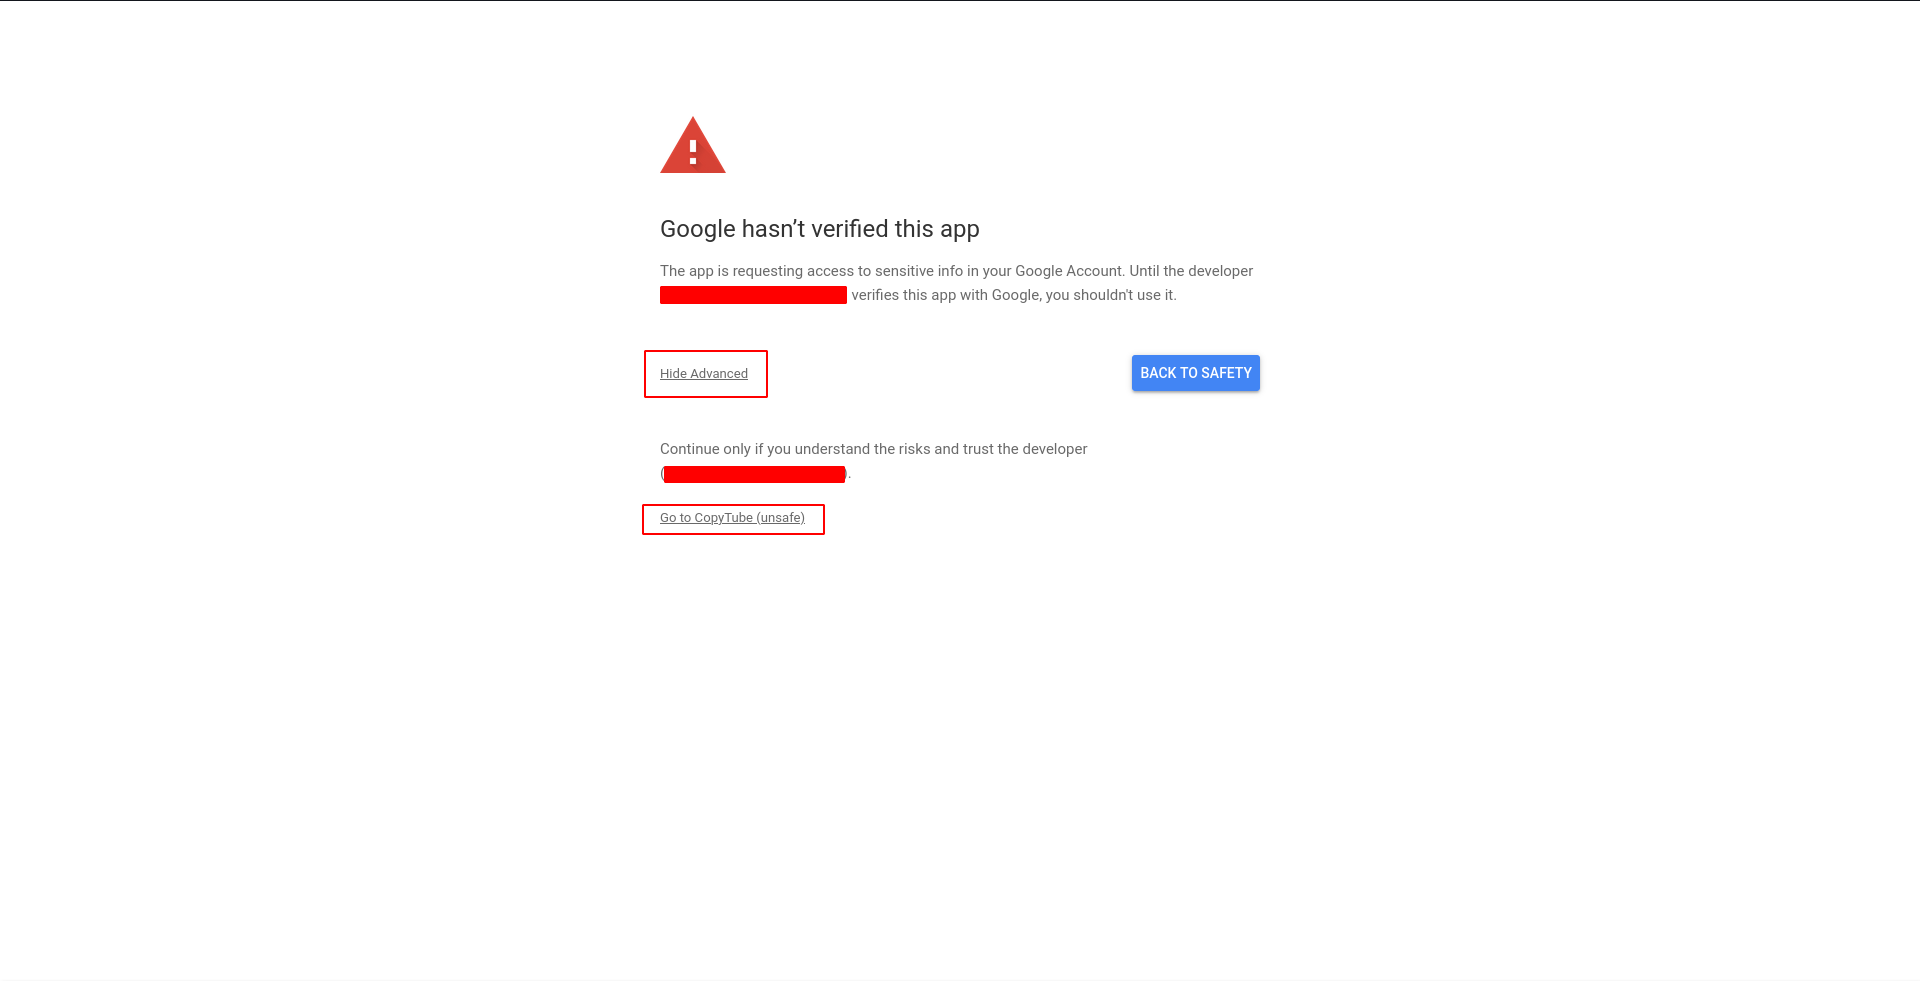 Google hasn’t verified this app
The app is requesting access to sensitive info in your Google Account. Until the developer
verifies this app with Google, you shouldn't use it.
Hide Advanced
BACK TO SAFETY
Continue only if you understand the risks and trust the developer
( ).
Go to CopyTube (unsafe)